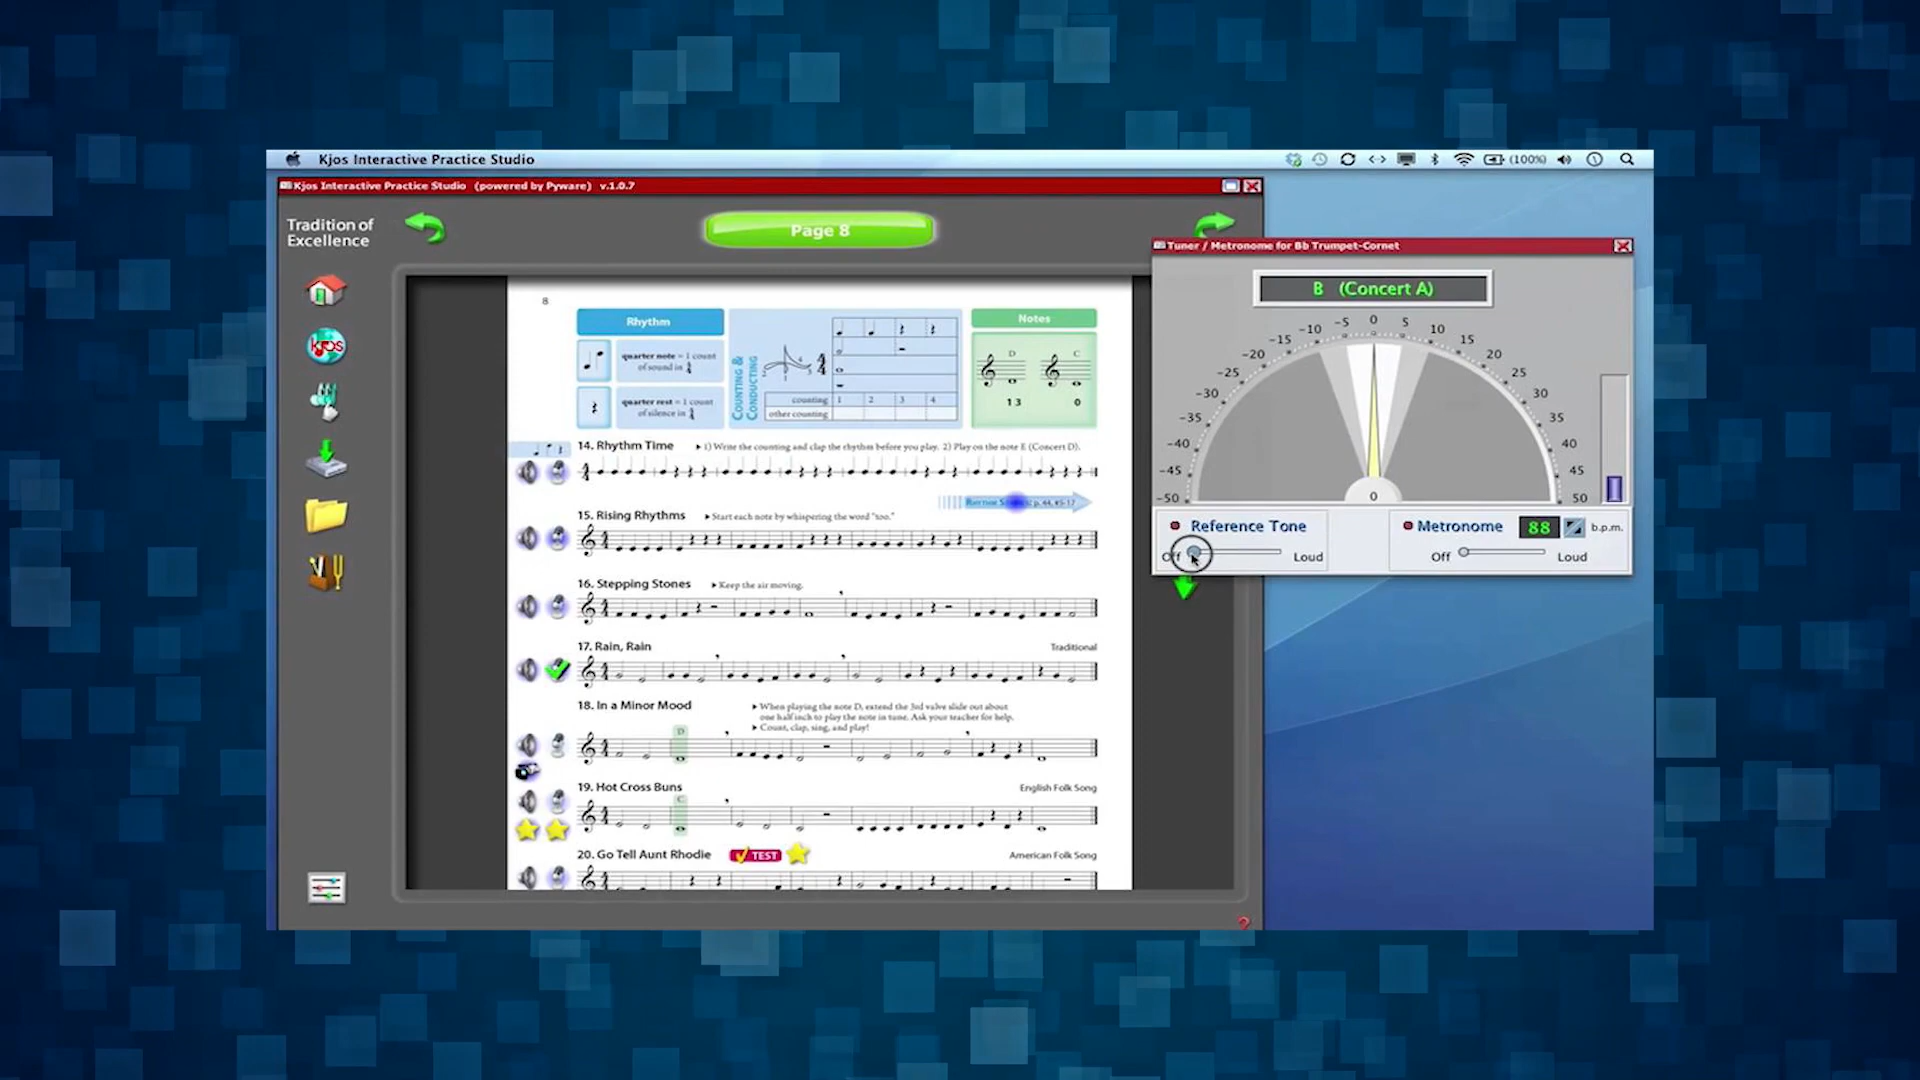 Kjos Interactive Practice Studio
(100%)
Kjos Interactive Practice Studio (powered by Pyware) v.1.0.7
Tradition of
Excellence
Page 8
kjos
8
Rhythm
quarter note = 1 count
of sound in 4/4
quarter rest = 1 count
of silence in 4/4
COUNTING &
CONDUCTING
counting 1 2 3 4
other counting
Notes
D C
1 3 0
14. Rhythm Time ▸ 1) Write the counting and clap the rhythm before you play. 2) Play on the note E (Concert D).
p. 44, #5-17
15. Rising Rhythms ▸ Start each note by whispering the word "too."
16. Stepping Stones ▸ Keep the air moving.
17. Rain, Rain Traditional
18. In a Minor Mood ▸ When playing the note D, extend the 3rd valve slide out about
one half inch to play the note in tune. Ask your teacher for help.
▸ Count, clap, sing, and play!
D
19. Hot Cross Buns English Folk Song
C
20. Go Tell Aunt Rhodie TEST American Folk Song
?
Tuner / Metronome for Bb Trumpet-Cornet
B (Concert A)
-50 -45 -40 -35 -30 -25 -20 -15 -10 -5 0 5 10 15 20 25 30 35 40 45 50
0
Reference Tone
Off Loud
Metronome 88 b.p.m.
Off Loud